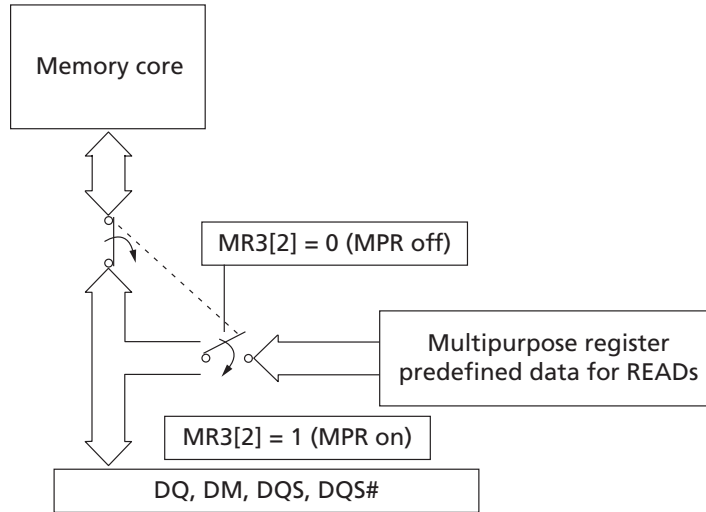 Memory core
MR3[2] = 0 (MPR off)
Multipurpose register
predefined data for READs
MR3[2] = 1 (MPR on)
DQ, DM, DQS, DQS#